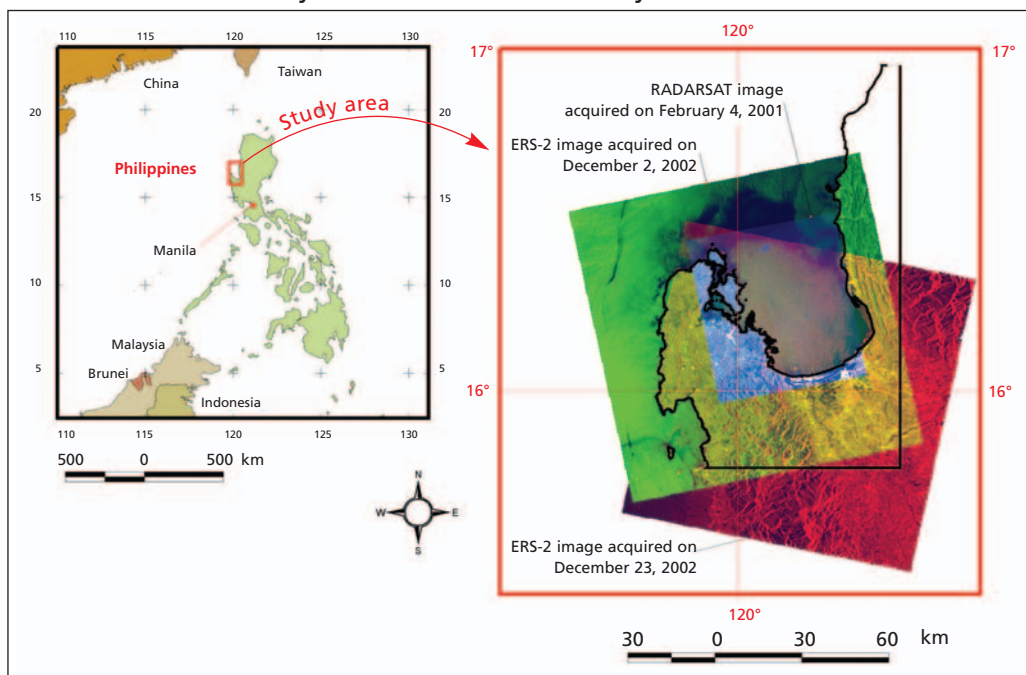 110 115 120 125 130
Taiwan
China
20 20
Study area
Philippines
15 15
Manila
10 10
Malaysia
5 5
Brunei
Indonesia
110 115 120 125 130
500 0 500 km
N
W E
S
120°
17° 17°
RADARSAT image
acquired on February 4, 2001
ERS-2 image acquired on
December 2, 2002
16° 16°
ERS-2 image acquired on
December 23, 2002
120°
30 0 30 60 km